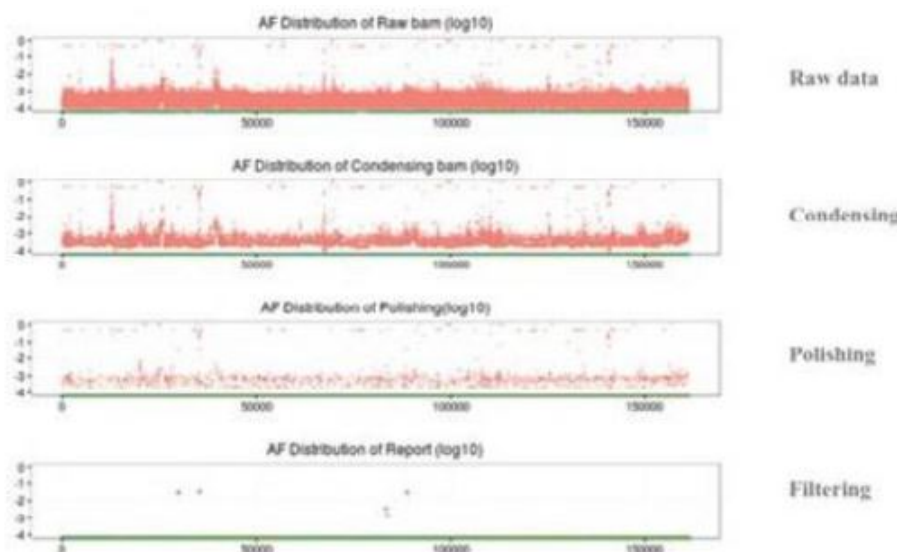 AF Distribution of Raw bam (log10)
0
-1
-2
-3
-4
0 50000 100000 150000
Raw data
AF Distribution of Condensing bam (log10)
0
-1
-2
-3
-4
0 50000 100000 150000
Condensing
AF Distribution of Polishing(log10)
0
-1
-2
-3
-4
0 50000 100000 150000
Polishing
AF Distribution of Report (log10)
0
-1
-2
-3
-4
0 50000 100000 150000
Filtering